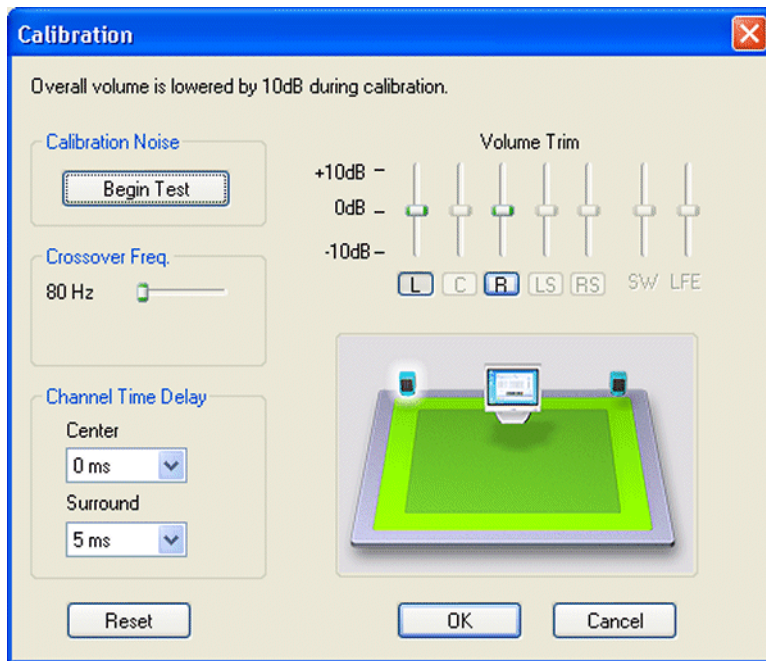 Calibration
Overall volume is lowered by 10dB during calibration.
Calibration Noise
Begin Test
Crossover Freq.
80 Hz
Channel Time Delay
Center
0 ms
Surround
5 ms
Reset
Volume Trim
+10dB
0dB
-10dB
L C R LS RS SW LFE
OK Cancel